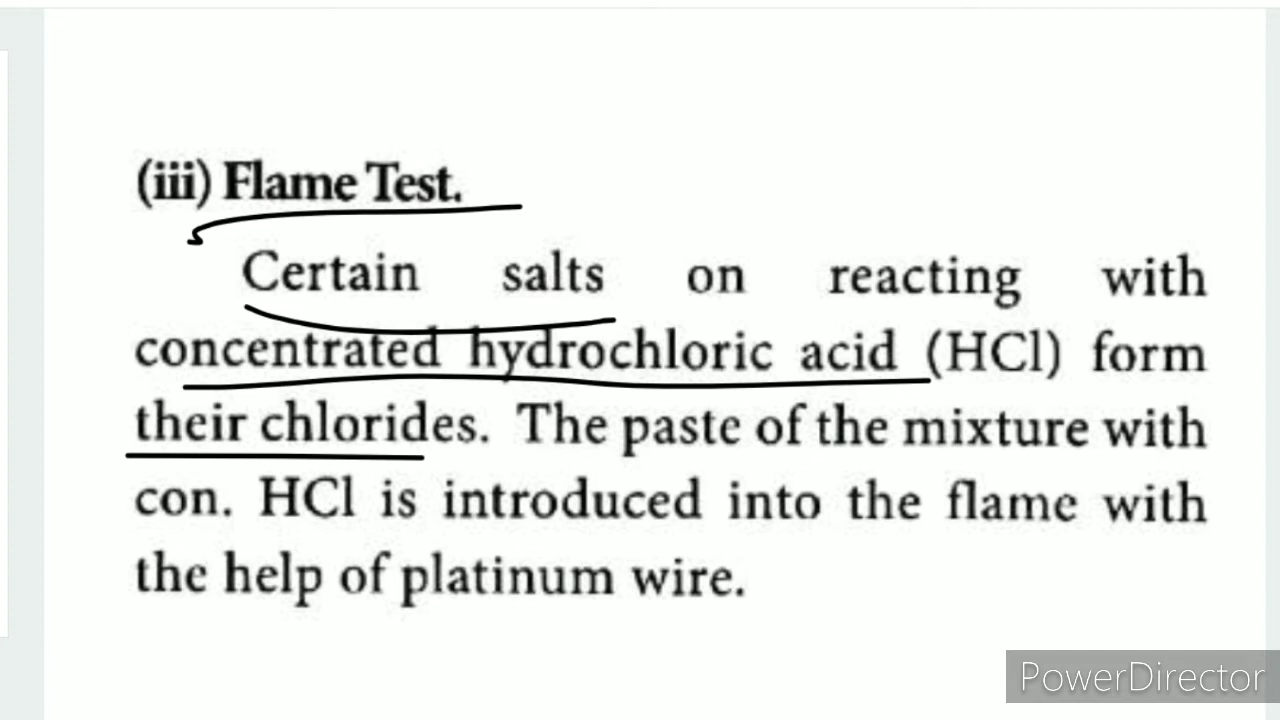 (iii) Flame Test.
Certain salts on reacting with
concentrated hydrochloric acid (HCl) form
their chlorides. The paste of the mixture with
con. HCl is introduced into the flame with
the help of platinum wire.
PowerDirector